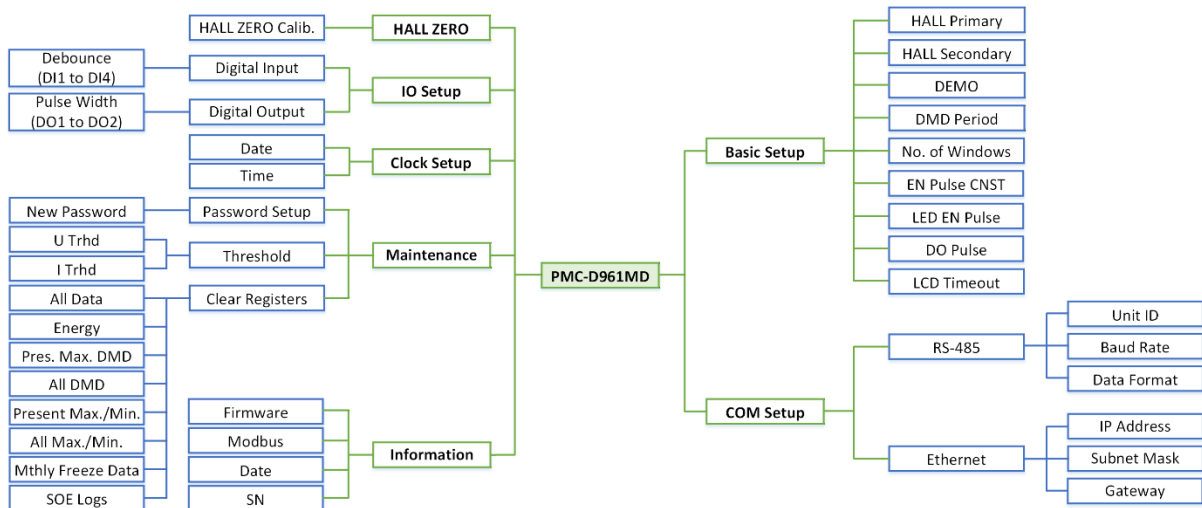 HALL ZERO Calib.
HALL ZERO
Debounce
(DI1 to DI4)
Digital Input
Pulse Width
(DO1 to DO2)
Digital Output
IO Setup
Date
Time
Clock Setup
New Password
Password Setup
U Trhd
I Trhd
Threshold
Maintenance
All Data
Clear Registers
Energy
Pres. Max. DMD
All DMD
Present Max./Min.
All Max./Min.
Mthly Freeze Data
SOE Logs
Firmware
Modbus
Date
SN
Information
PMC-D961MD
Basic Setup
HALL Primary
HALL Secondary
DEMO
DMD Period
No. of Windows
EN Pulse CNST
LED EN Pulse
DO Pulse
LCD Timeout
COM Setup
RS-485
Unit ID
Baud Rate
Data Format
Ethernet
IP Address
Subnet Mask
Gateway